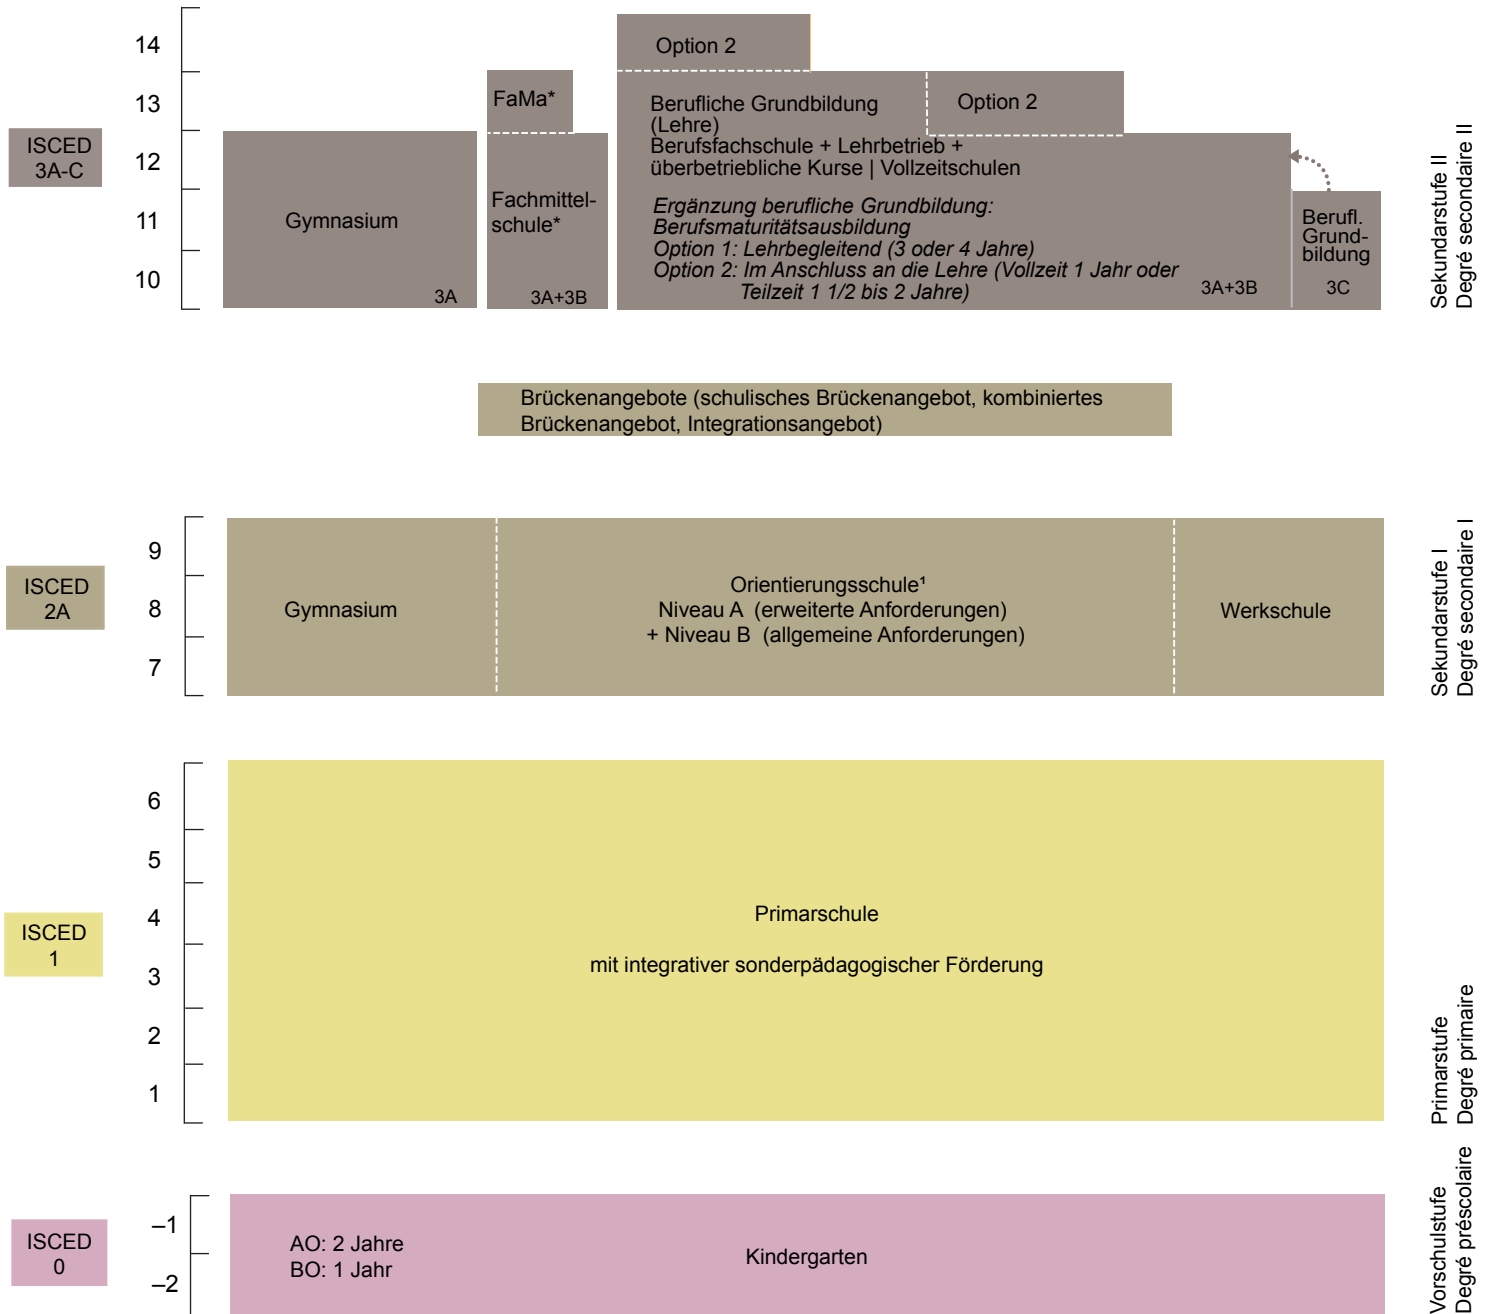 14
Option 2
13
FaMa*
Berufliche Grundbildung
(Lehre)
Berufsfachschule + Lehrbetrieb +
überbetriebliche Kurse | Vollzeitschulen
Option 2
ISCED
3A-C
12
11
10
Gymnasium
3A
Fachmittel-
schule*
3A+3B
Ergänzung berufliche Grundbildung:
Berufsmaturitätsausbildung
Option 1: Lehrbegleitend (3 oder 4 Jahre)
Option 2: Im Anschluss an die Lehre (Vollzeit 1 Jahr oder
Teilzeit 1 1/2 bis 2 Jahre)
3A+3B
Berufl.
Grund-
bildung
3C
Sekundarstufe II
Degré secondaire II
Brückenangebote (schulisches Brückenangebot, kombiniertes
Brückenangebot, Integrationsangebot)
ISCED
2A
9
8
7
Gymnasium
Orientierungsschule¹
Niveau A (erweiterte Anforderungen)
+ Niveau B (allgemeine Anforderungen)
Werkschule
Sekundarstufe I
Degré secondaire I
ISCED
1
6
5
4
3
2
1
Primarschule
mit integrativer sonderpädagogischer Förderung
Primarstufe
Degré primaire
ISCED
0
–1
–2
AO: 2 Jahre
BO: 1 Jahr
Kindergarten
Vorschulstufe
Degré préscolaire